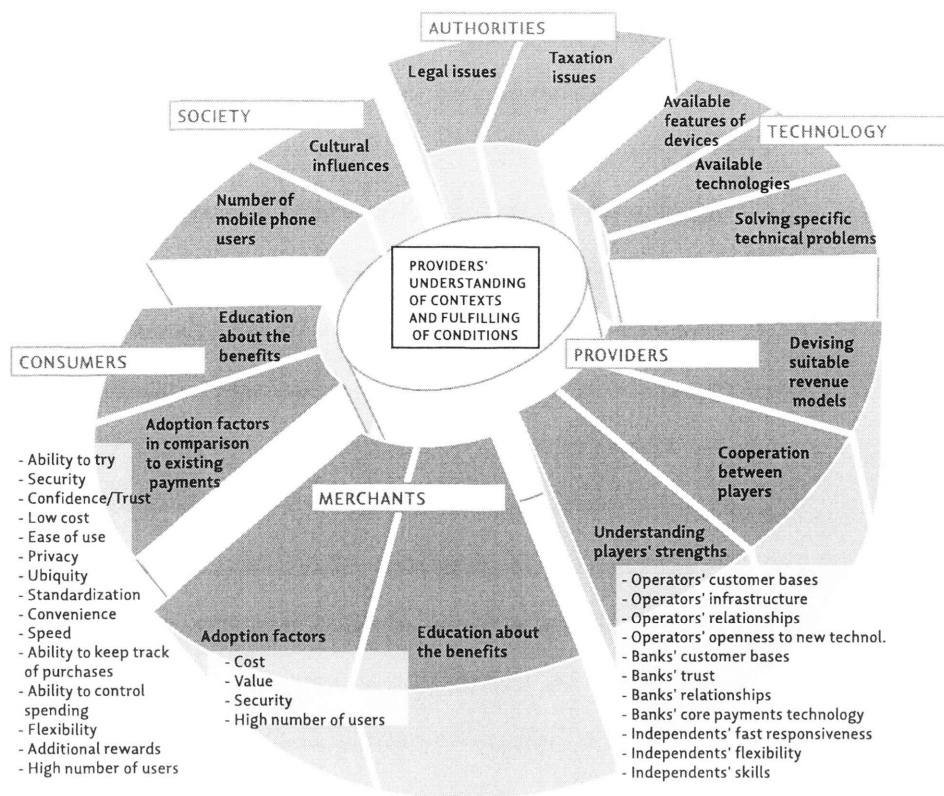 AUTHORITIES
Legal issues
Taxation
issues
SOCIETY
Cultural
influences
Number of
mobile phone
users
TECHNOLOGY
Available
features of
devices
Available
technologies
Solving specific
technical problems
PROVIDERS'
UNDERSTANDING
OF CONTEXTS
AND FULFILLING
OF CONDITIONS
CONSUMERS
Education
about the
benefits
Adoption factors
in comparison
to existing
payments
- Ability to try
- Security
- Confidence/Trust
- Low cost
- Ease of use
- Privacy
- Ubiquity
- Standardization
- Convenience
- Speed
- Ability to keep track
of purchases
- Ability to control
spending
- Flexibility
- Additional rewards
- High number of users
MERCHANTS
Adoption factors
- Cost
- Value
- Security
- High number of users
Education about
the benefits
PROVIDERS
Devising
suitable
revenue
models
Cooperation
between
players
Understanding
players' strengths
- Operators' customer bases
- Operators' infrastructure
- Operators' relationships
- Operators' openness to new technol.
- Banks' customer bases
- Banks' trust
- Banks' relationships
- Banks' core payments technology
- Independents' fast responsiveness
- Independents' flexibility
- Independents' skills